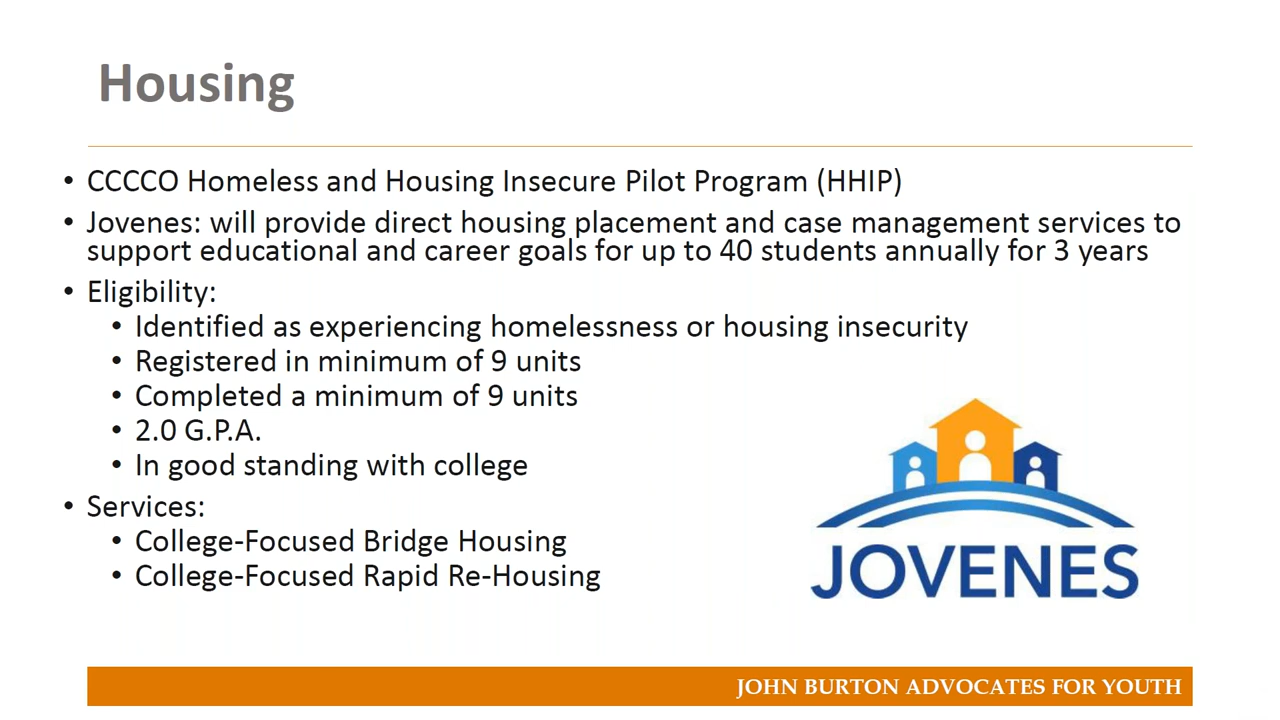 Housing
• CCCCO Homeless and Housing Insecure Pilot Program (HHIP)
• Jovenes: will provide direct housing placement and case management services to
support educational and career goals for up to 40 students annually for 3 years
• Eligibility:
• Identified as experiencing homelessness or housing insecurity
• Registered in minimum of 9 units
• Completed a minimum of 9 units
• 2.0 G.P.A.
• In good standing with college
• Services:
• College-Focused Bridge Housing
• College-Focused Rapid Re-Housing
JOVENES
JOHN BURTON ADVOCATES FOR YOUTH